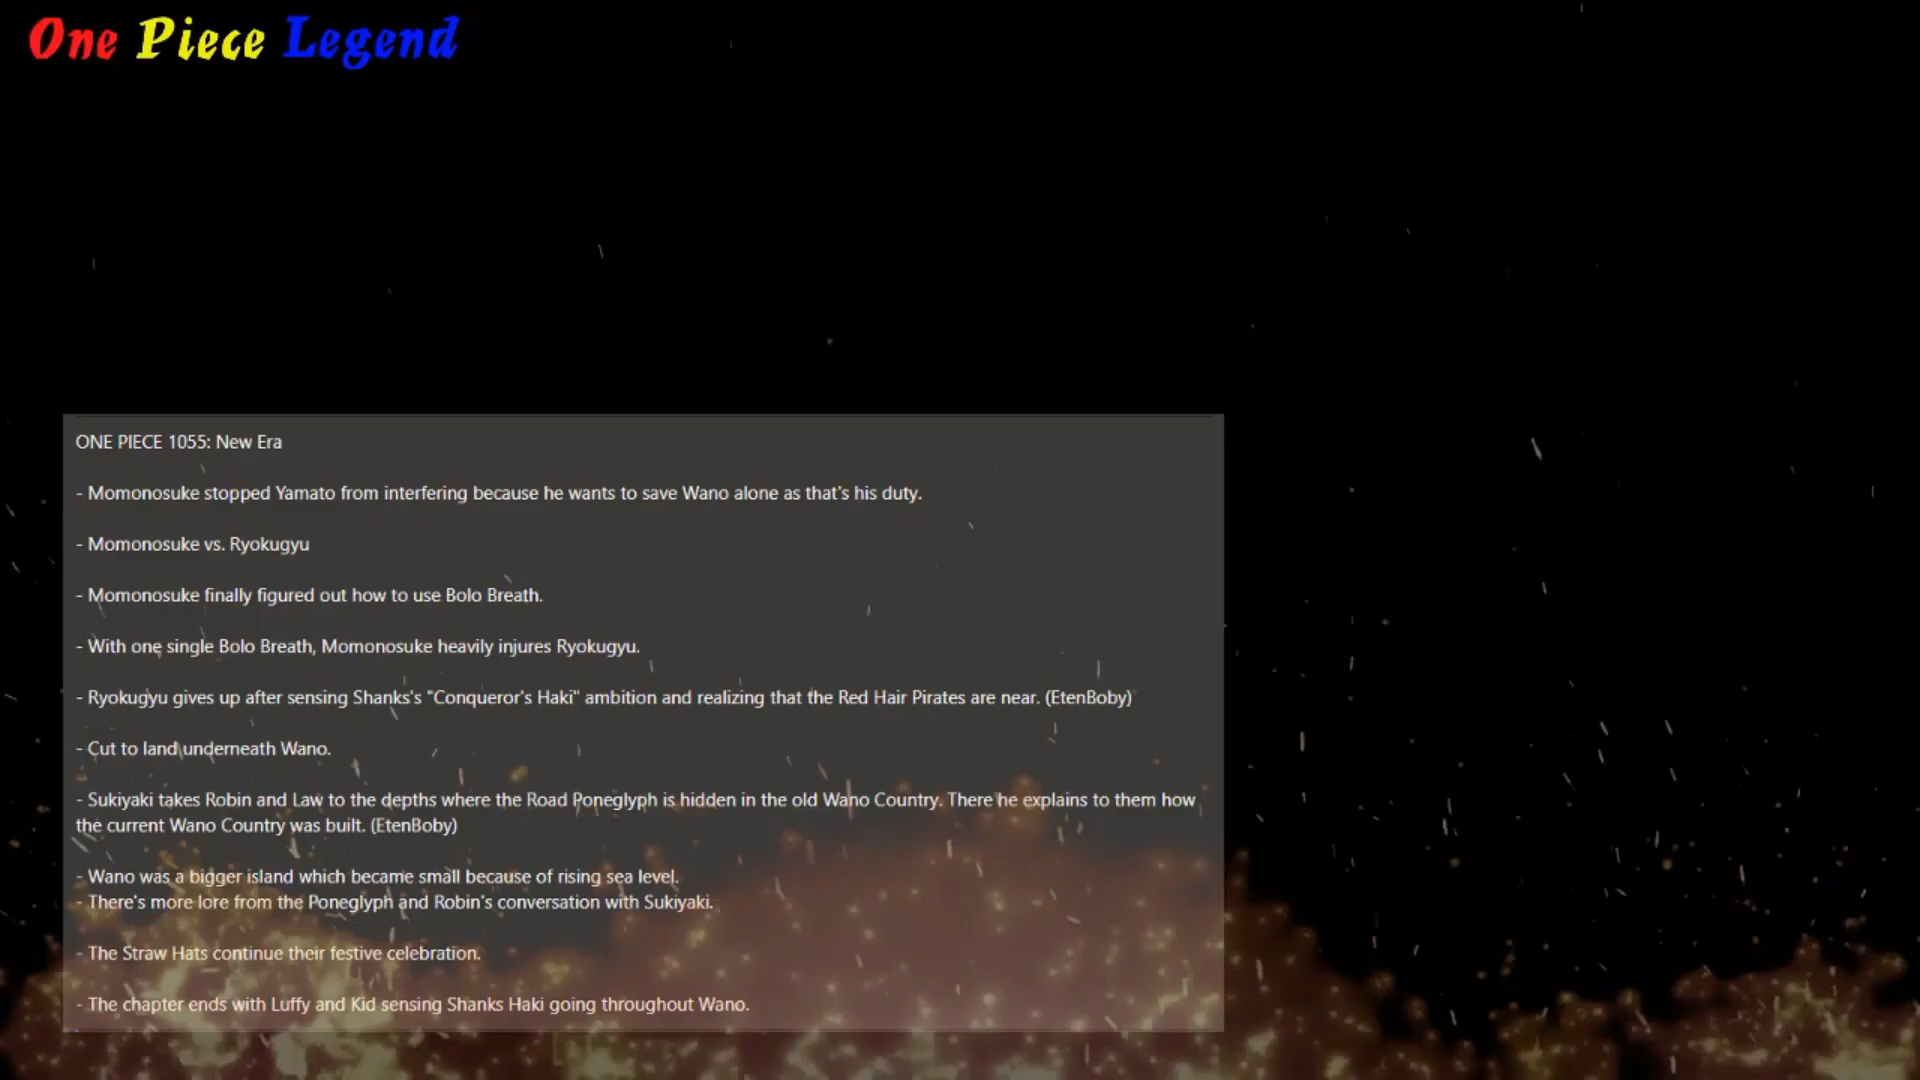 One Piece Legend
ONE PIECE 1055: New Era
- Momonosuke stopped Yamato from interfering because he wants to save Wano alone as that's his duty.
- Momonosuke vs. Ryokugyu
- Momonosuke finally figured out how to use Bolo Breath.
- With one single Bolo Breath, Momonosuke heavily injures Ryokugyu.
- Ryokugyu gives up after sensing Shanks's "Conqueror's Haki" ambition and realizing that the Red Hair Pirates are near. (EtenBoby)
- Cut to land underneath Wano.
- Sukiyaki takes Robin and Law to the depths where the Road Poneglyph is hidden in the old Wano Country. There he explains to them how
the current Wano Country was built. (EtenBoby)
- Wano was a bigger island which became small because of rising sea level.
- There's more lore from the Poneglyph and Robin's conversation with Sukiyaki.
- The Straw Hats continue their festive celebration.
- The chapter ends with Luffy and Kid sensing Shanks Haki going throughout Wano.